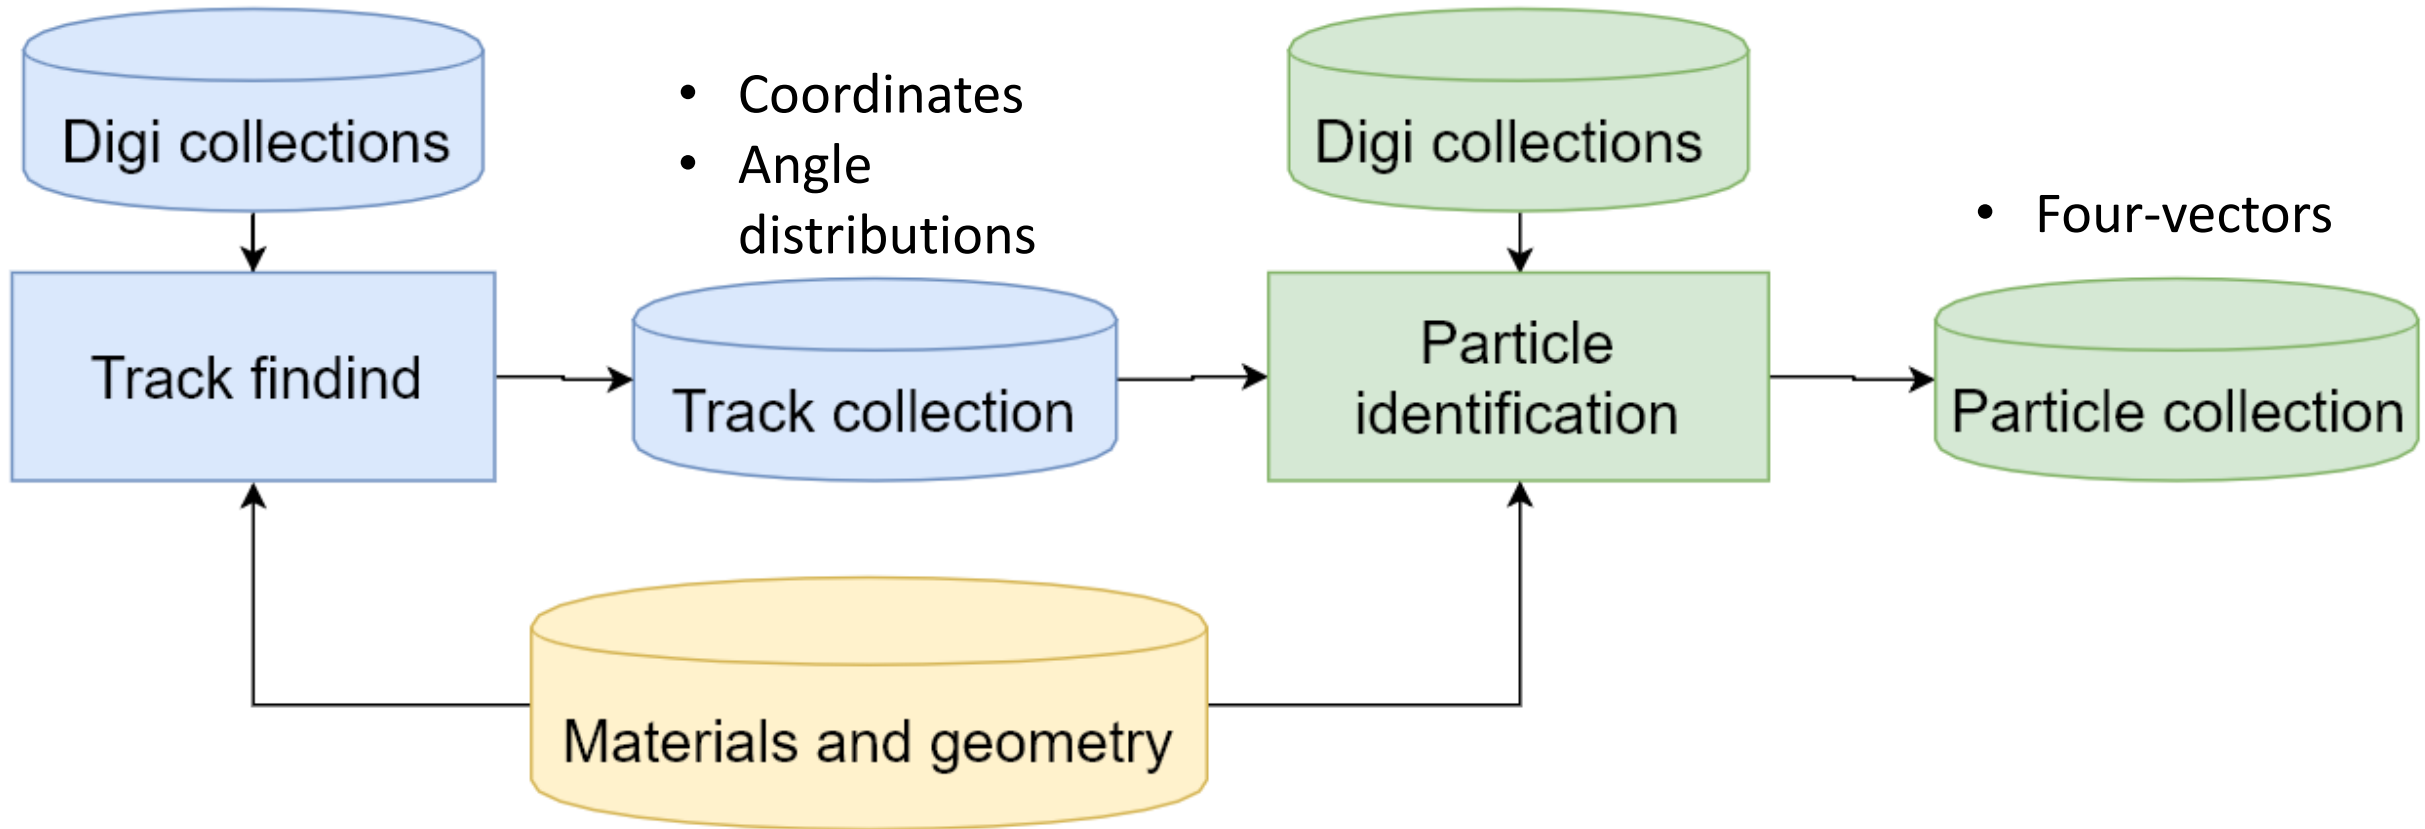 Digi collections
• Coordinates
• Angle
distributions
Digi collections
• Four-vectors
Track findind
Track collection
Particle
identification
Particle collection
Materials and geometry